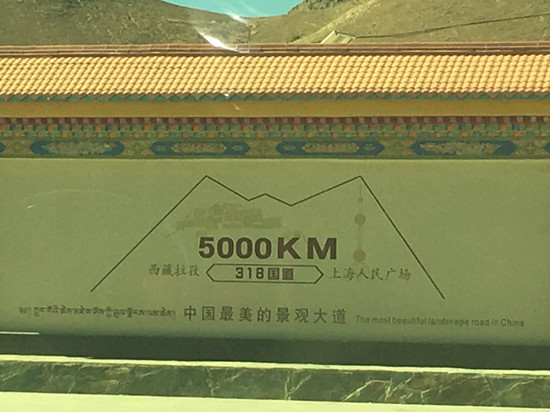 5000KM
西藏拉孜 318国道 上海人民广场
中国最美的景观大道 The most beautiful landscape road in China